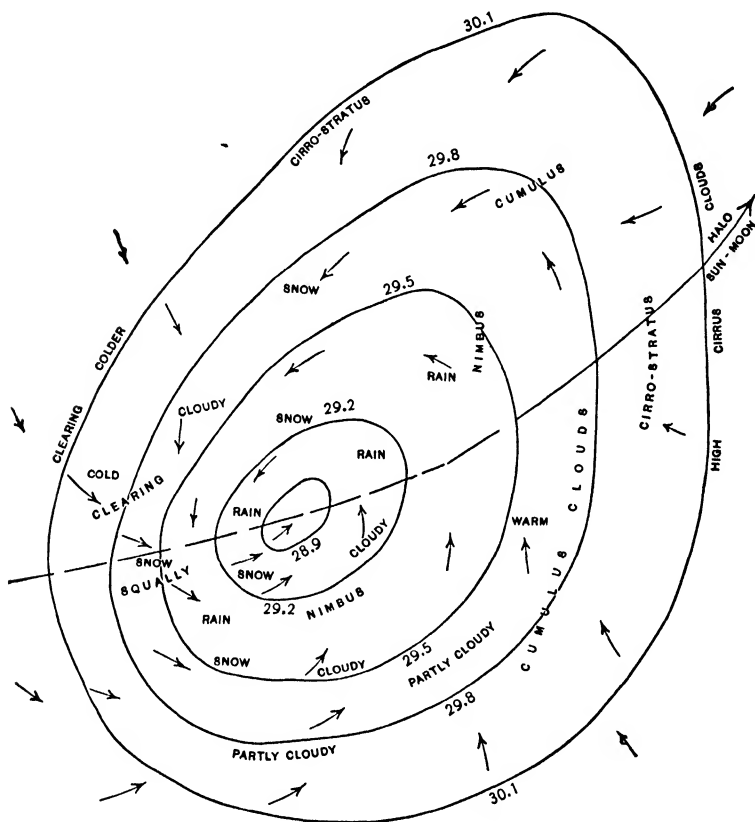 30.1
CIRRO-STRATUS
29.8
CUMULUS
CLOUDS
HALO
SUN-MOON
SNOW
29.5
NIMBUS
CIRRO-STRATUS
CIRRUS
COLDER
RAIN
CLOUDY
SNOW
29.2
CLEARING
RAIN
HIGH
COLD
CLEARING
RAIN
CLOUDY
CUMULUS CLOUDS
WARM
28.9
SNOW
SQUALLY
SNOW
29.2
NIMBUS
RAIN
SNOW
CLOUDY
29.5
PARTLY CLOUDY
29.8
PARTLY CLOUDY
30.1